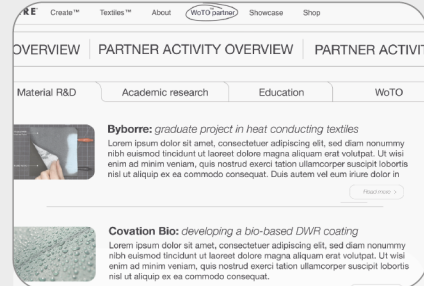 RE Create™ Textiles™ About WoTO partner Showcase Shop
OVERVIEW PARTNER ACTIVITY OVERVIEW PARTNER ACTIVIT
Material R&D Academic research Education WoTO
Byborre: graduate project in heat conducting textiles
Lorem ipsum dolor sit amet, consectetuer adipiscing elit, sed diam nonummy
nibh euismod tincidunt ut laoreet dolore magna aliquam erat volutpat. Ut wisi
enim ad minim veniam, quis nostrud exerci tation ullamcorper suscipit lobortis
nisl ut aliquip ex ea commodo consequat. Duis autem vel eum iriure dolor in
Read more >
Covation Bio: developing a bio-based DWR coating
Lorem ipsum dolor sit amet, consectetuer adipiscing elit, sed diam nonummy
nibh euismod tincidunt ut laoreet dolore magna aliquam erat volutpat. Ut wisi
enim ad minim veniam, quis nostrud exerci tation ullamcorper suscipit lobortis
nisl ut aliquip ex ea commodo consequat.